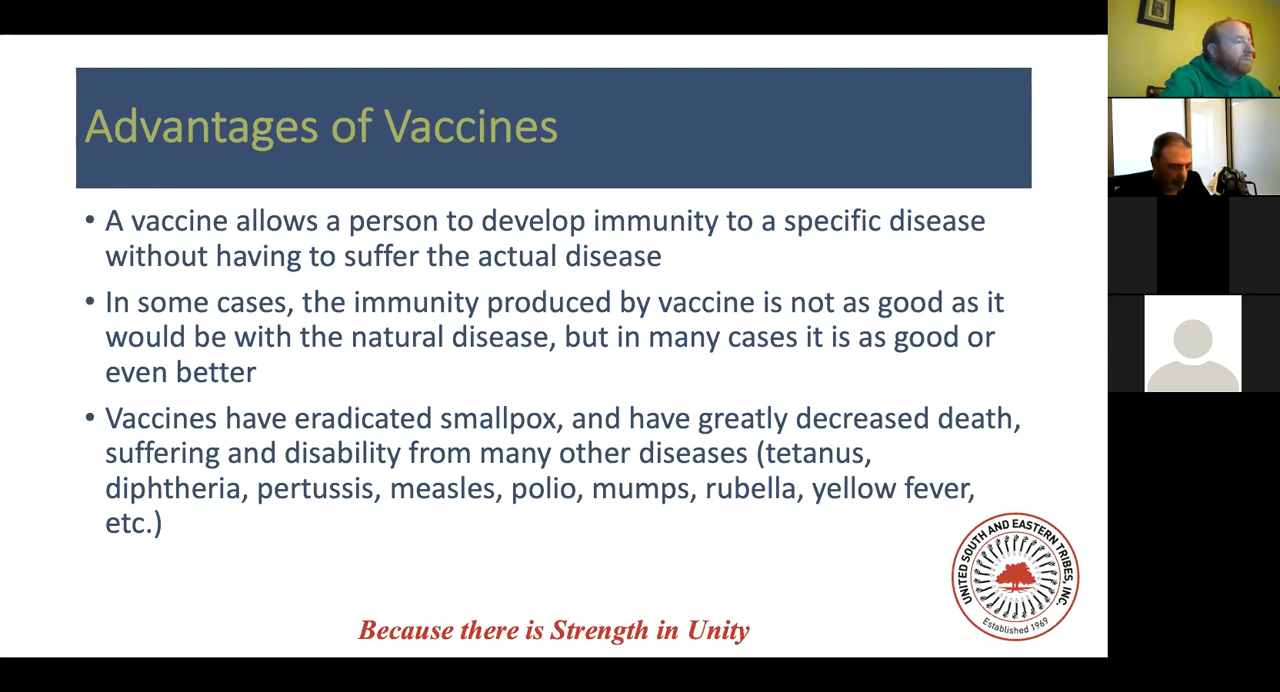 Advantages of Vaccines
• A vaccine allows a person to develop immunity to a specific disease
without having to suffer the actual disease
• In some cases, the immunity produced by vaccine is not as good as it
would be with the natural disease, but in many cases it is as good or
even better
• Vaccines have eradicated smallpox, and have greatly decreased death,
suffering and disability from many other diseases (tetanus,
diphtheria, pertussis, measles, polio, mumps, rubella, yellow fever,
etc.)
UNITED SOUTH AND EASTERN TRIBES, INC.
Established 1969
Because there is Strength in Unity